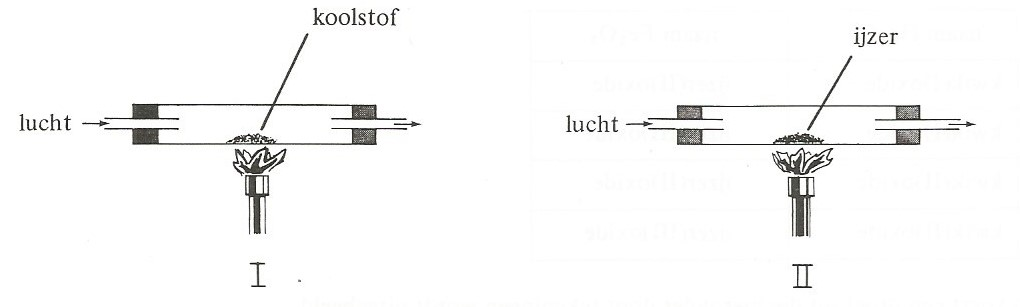 koolstof
lucht
I
ijzer
lucht
II